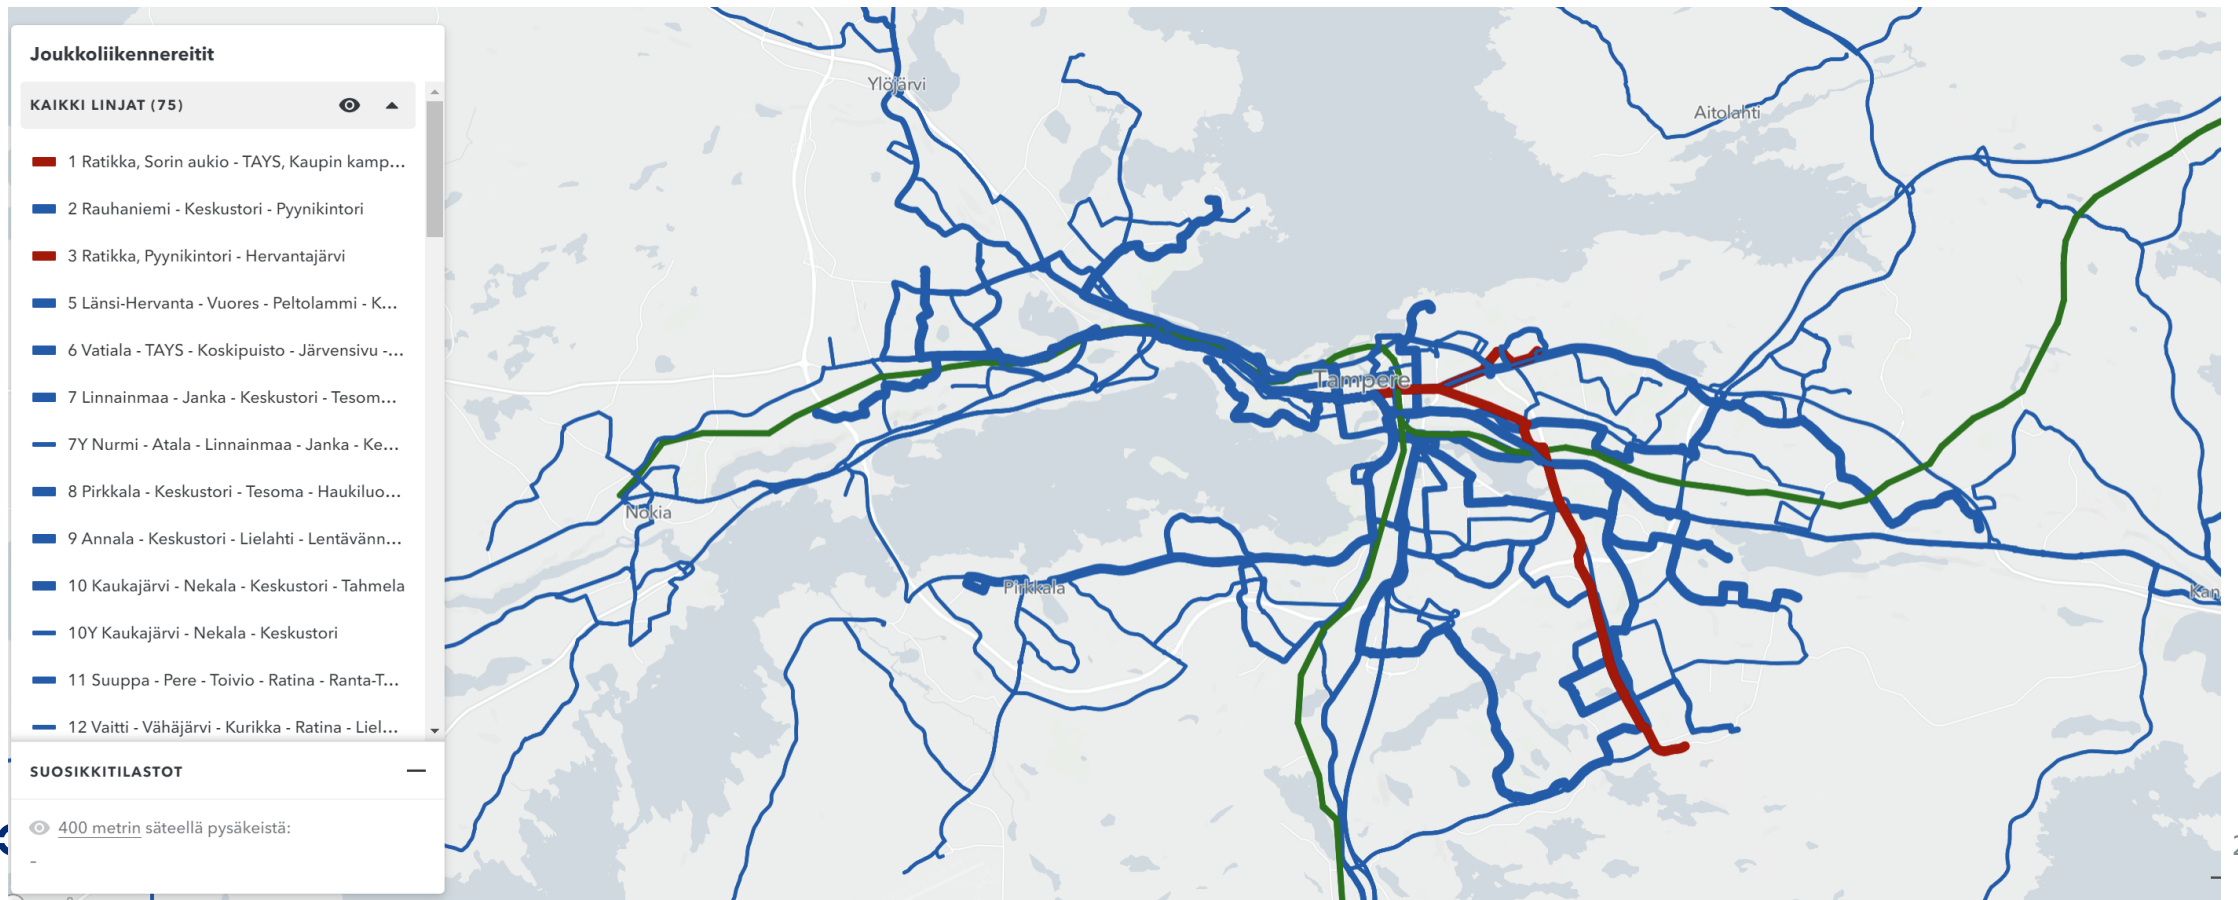 Joukkoliikennereitit
KAIKKI LINJAT (75)
1 Ratikka, Sorin aukio - TAYS, Kaupin kamp...
2 Rauhaniemi - Keskustori - Pyynikintori
3 Ratikka, Pyynikintori - Hervantajärvi
5 Länsi-Hervanta - Vuores - Peltolammi - K...
6 Vatiala - TAYS - Koskipuisto - Järvensivu -...
7 Linnainmaa - Janka - Keskustori - Tesom...
7Y Nurmi - Atala - Linnainmaa - Janka - Ke...
8 Pirkkala - Keskustori - Tesoma - Haukiluo...
9 Annala - Keskustori - Lielahti - Lentävänn...
10 Kaukajärvi - Nekala - Keskustori - Tahmela
10Y Kaukajärvi - Nekala - Keskustori
11 Suuppa - Pere - Toivio - Ratina - Ranta-T...
12 Vaitti - Vähäjärvi - Kurikka - Ratina - Liel...
SUOSIKKITILASTOT
400 metrin säteellä pysäkeistä:
-
Ylöjärvi
Aitolahti
Tampere
Nokia
Pirkkala
Kan